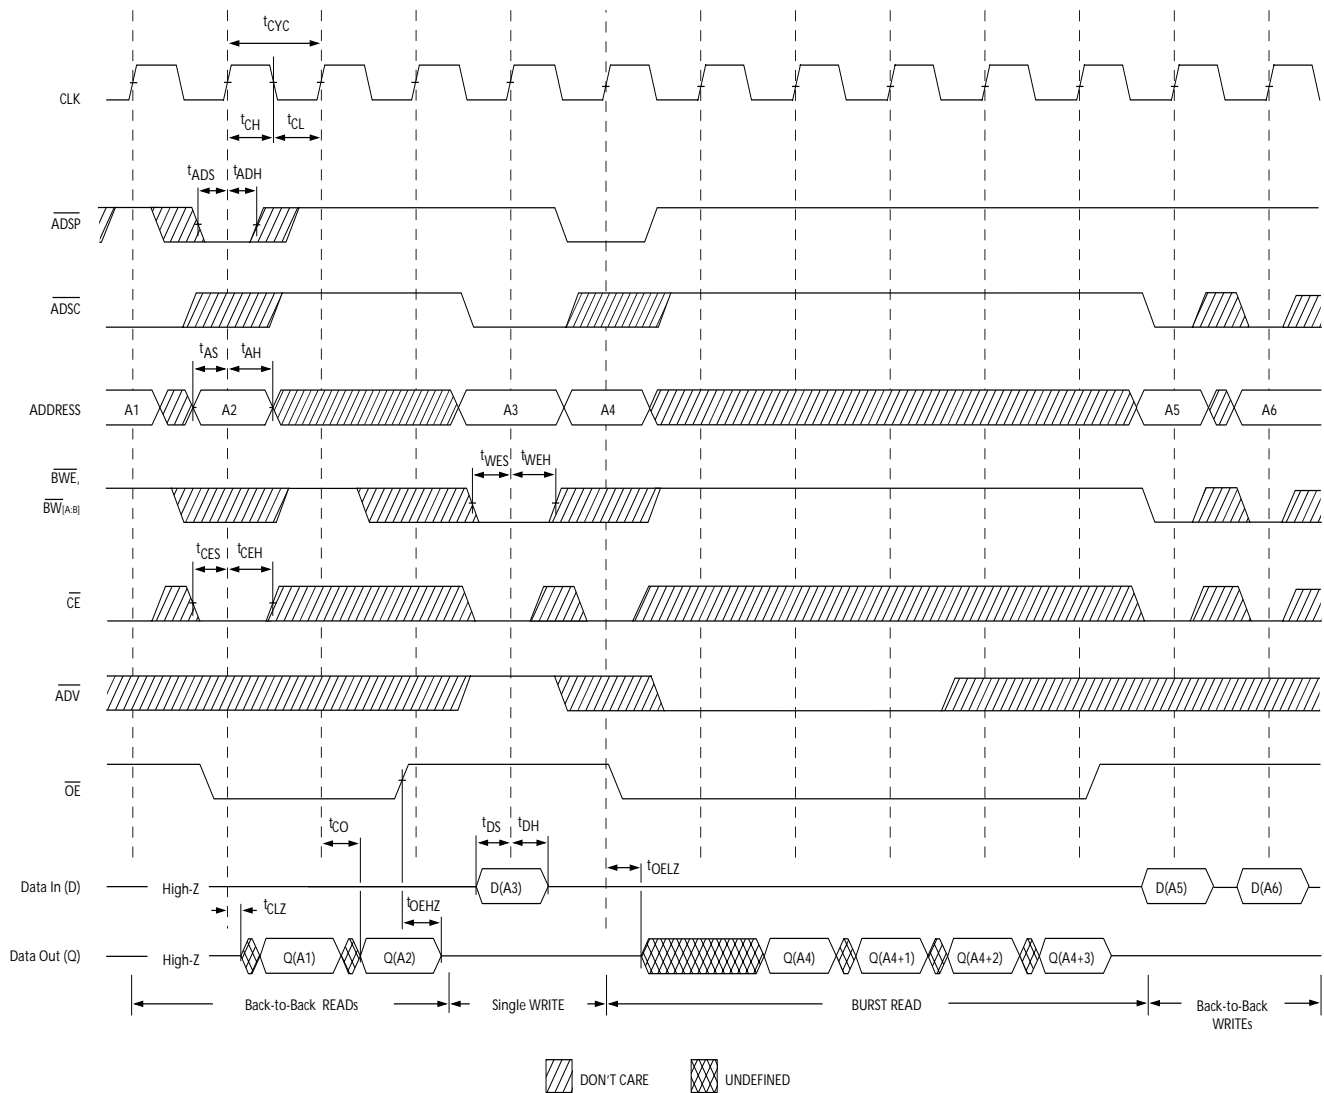 tCYC
CLK
tCH tCL
tADS tADH
ADSP
ADSC
tAS tAH
ADDRESS A1 A2 A3 A4 A5 A6
tWES tWEH
BWE,
BW[A:B]
tCES tCEH
CE
ADV
OE
tCO tDS tDH
tOELZ
Data In (D) High-Z D(A3) D(A5) D(A6)
tCLZ tOEHZ
Data Out (Q) High-Z Q(A1) Q(A2) Q(A4) Q(A4+1) Q(A4+2) Q(A4+3)
Back-to-Back READs Single WRITE BURST READ Back-to-Back
WRITEs
DON'T CARE UNDEFINED